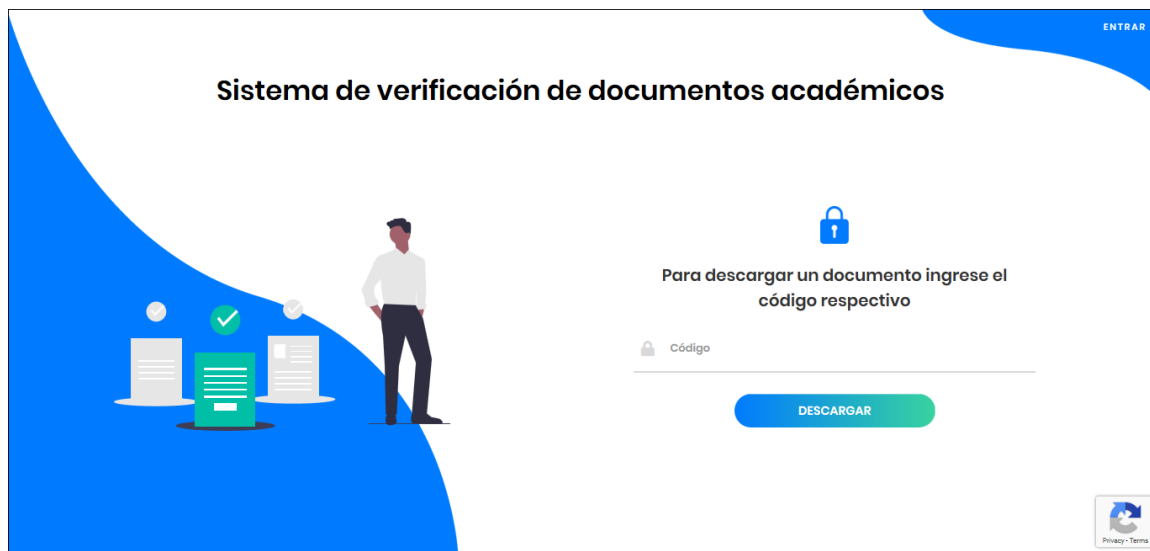 ENTRAR
Sistema de verificación de documentos académicos
Para descargar un documento ingrese el
código respectivo
Código
DESCARGAR
Privacy - Terms